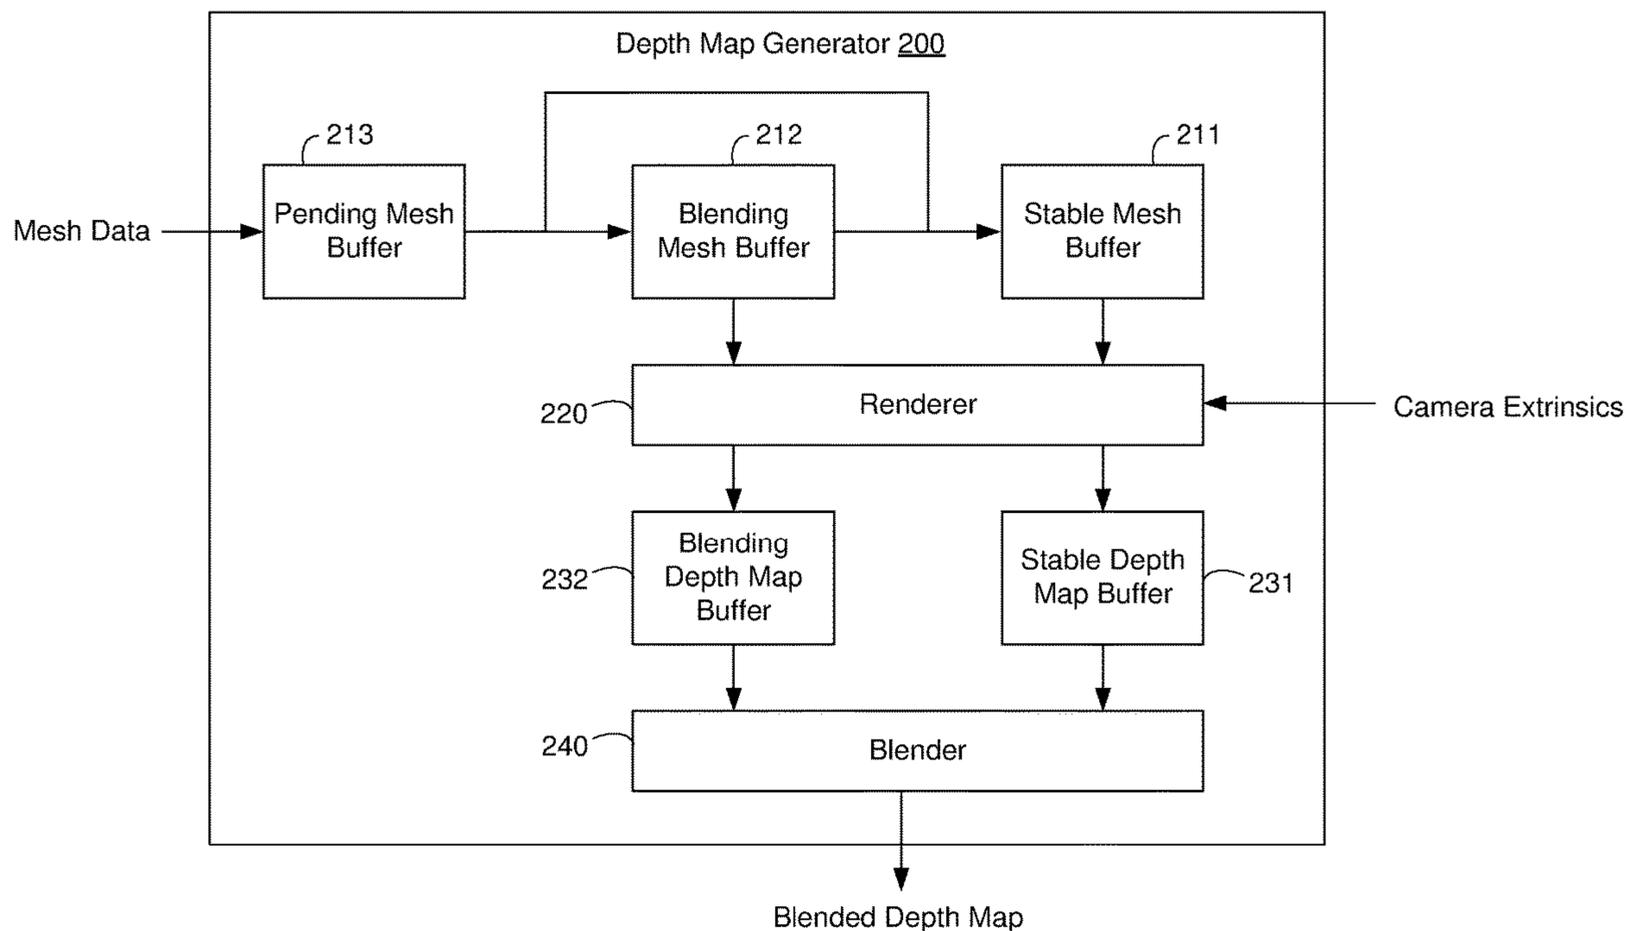 Depth Map Generator 200
213
212
211
Mesh Data
Pending Mesh
Buffer
Blending
Mesh Buffer
Stable Mesh
Buffer
220
Renderer
Camera Extrinsics
232
Blending
Depth Map
Buffer
Stable Depth
Map Buffer
231
240
Blender
Blended Depth Map